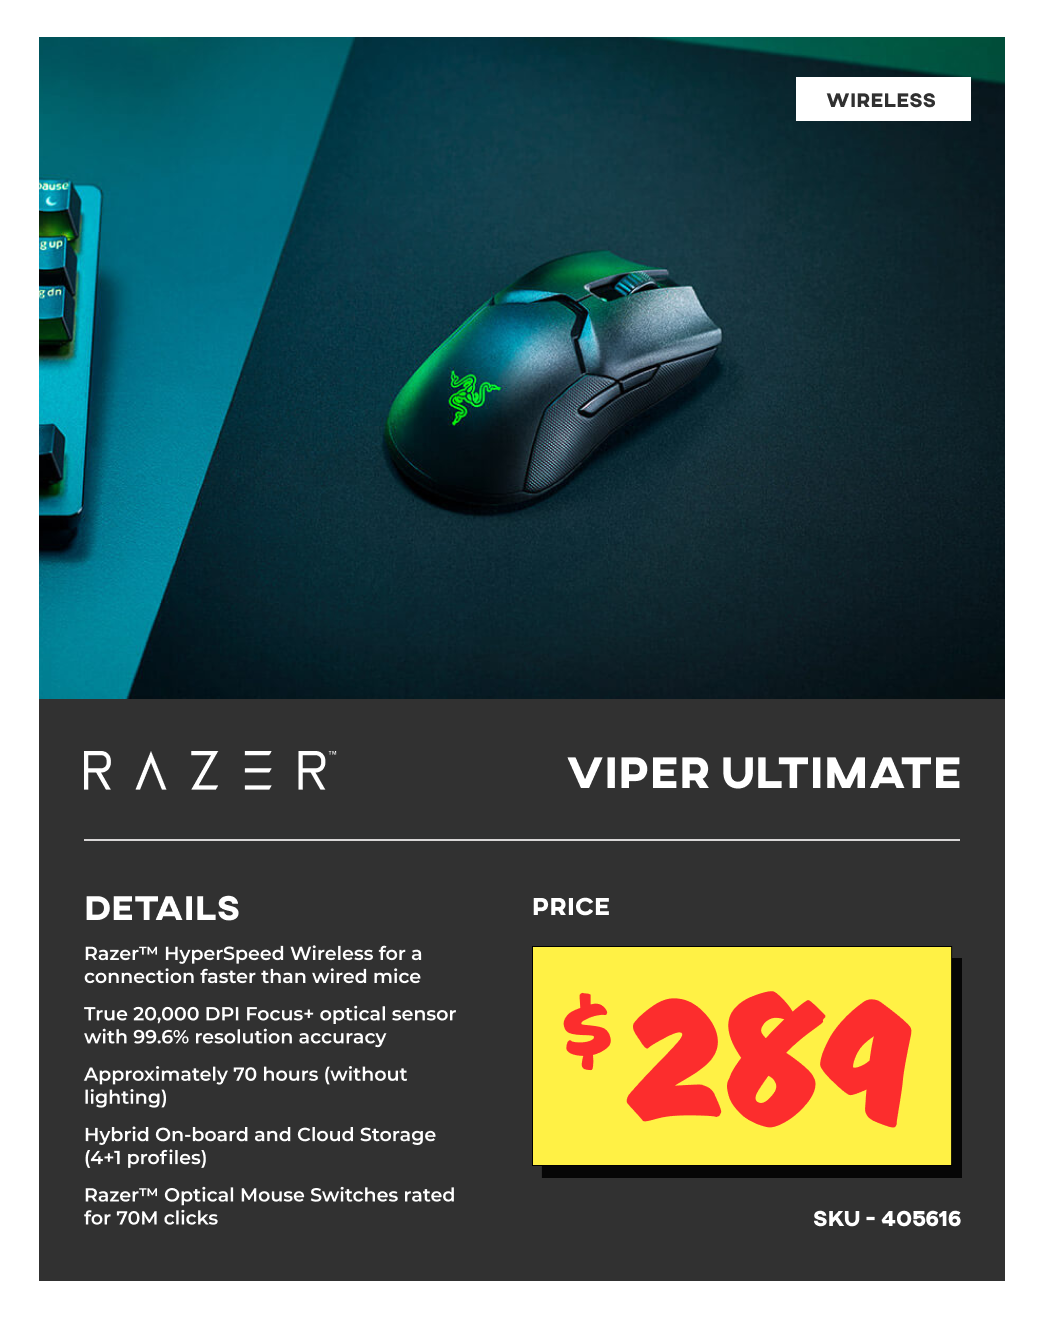 WIRELESS
pause
g up
g dn
RAZER™
VIPER ULTIMATE
DETAILS
Razer™ HyperSpeed Wireless for a
connection faster than wired mice
True 20,000 DPI Focus+ optical sensor
with 99.6% resolution accuracy
Approximately 70 hours (without
lighting)
Hybrid On-board and Cloud Storage
(4+1 profiles)
Razer™ Optical Mouse Switches rated
for 70M clicks
PRICE
$289
SKU - 405616